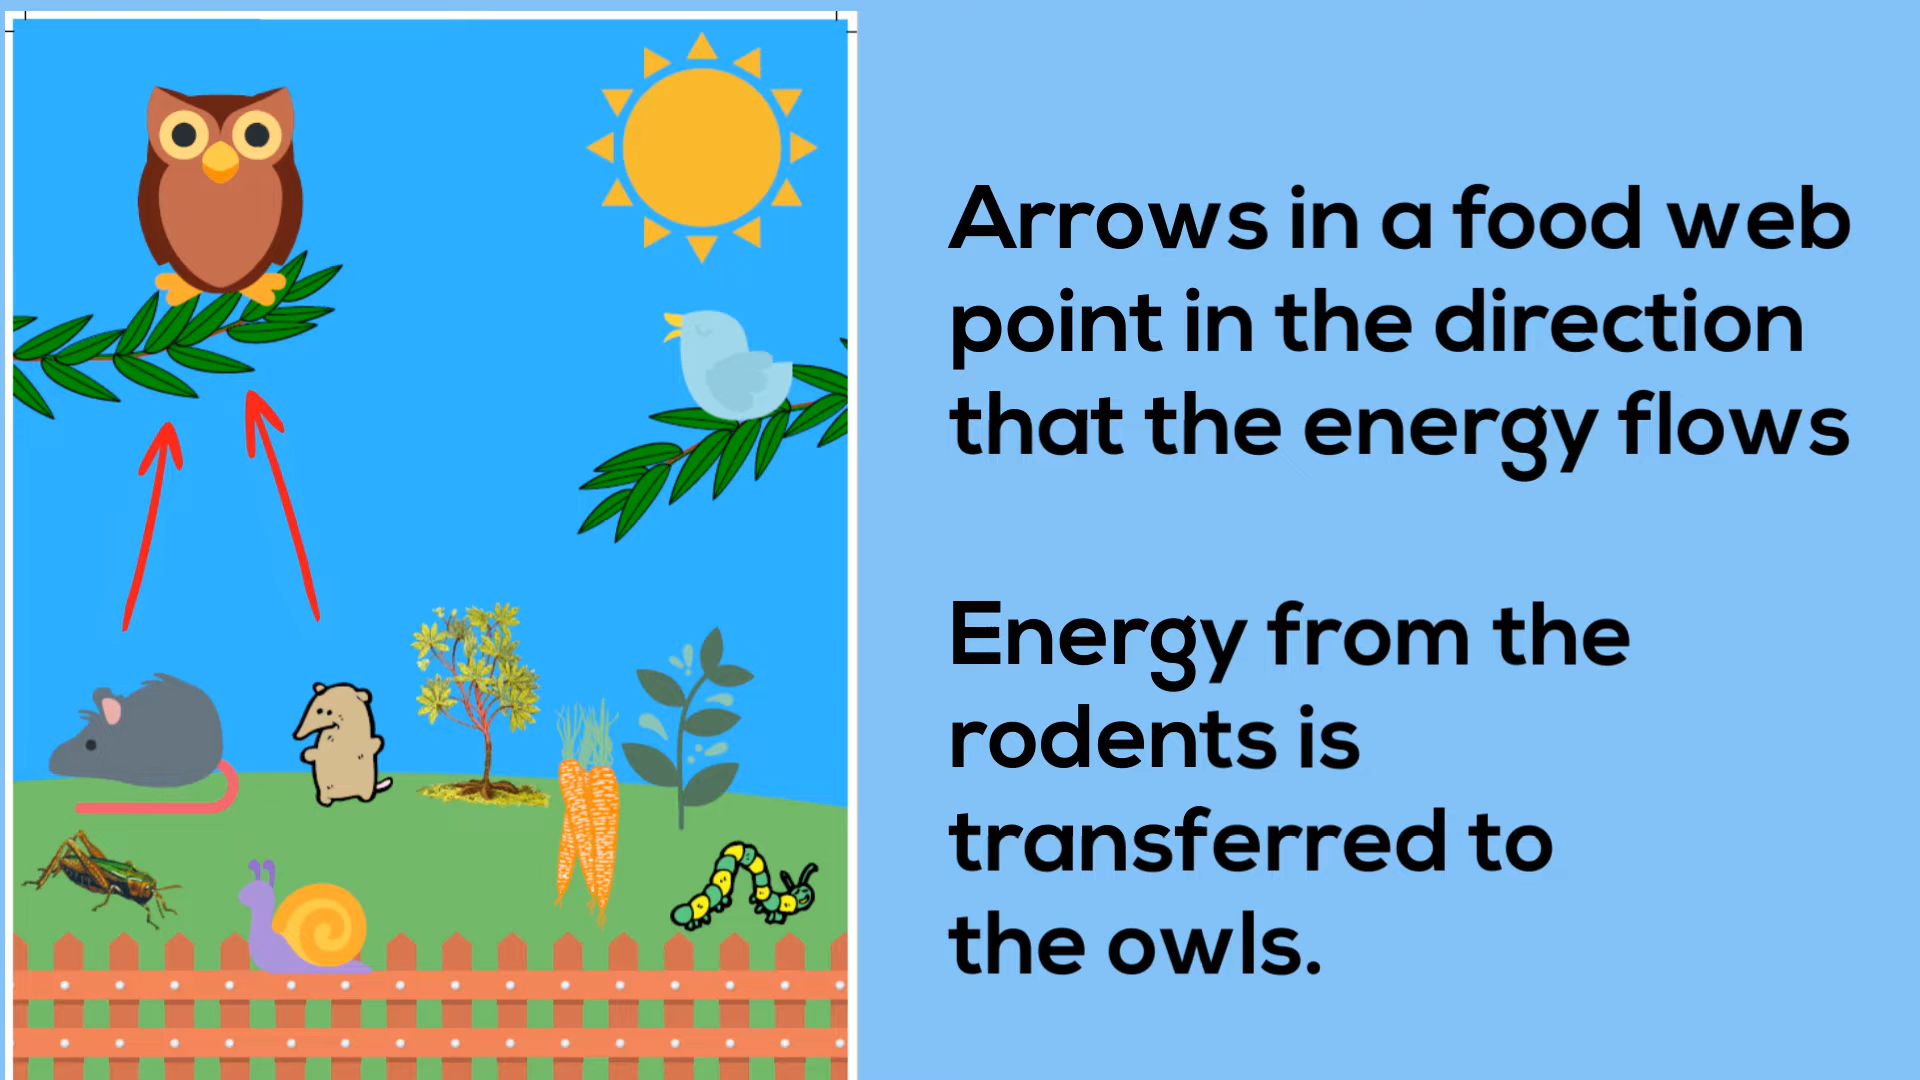 Arrows in a food web
point in the direction
that the energy flows
Energy from the
rodents is
transferred to
the owls.